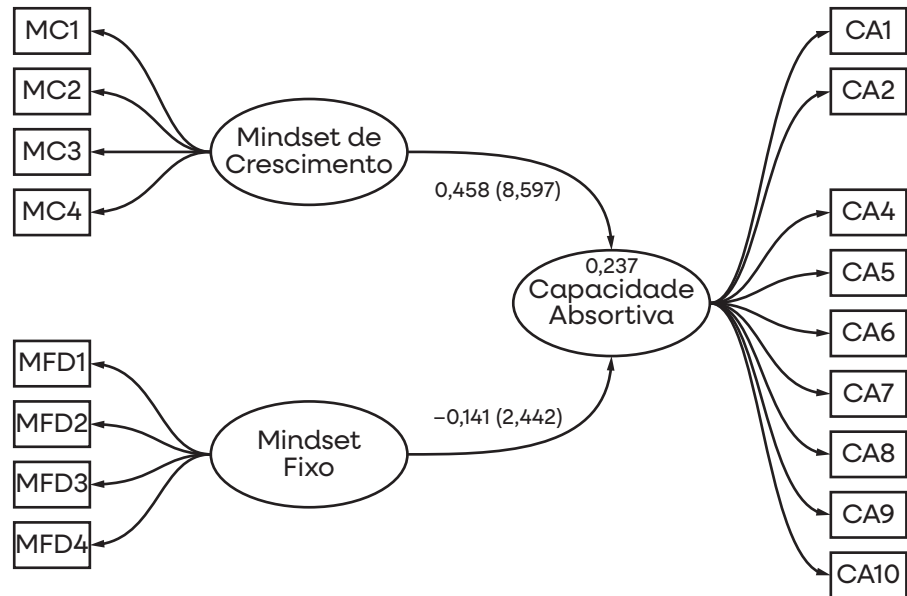 MC1
MC2
MC3
MC4
Mindset de
Crescimento
0,458 (8,597)
MFD1
MFD2
MFD3
MFD4
Mindset
Fixo
−0,141 (2,442)
0,237
Capacidade
Absortiva
CA1
CA2
CA4
CA5
CA6
CA7
CA8
CA9
CA10